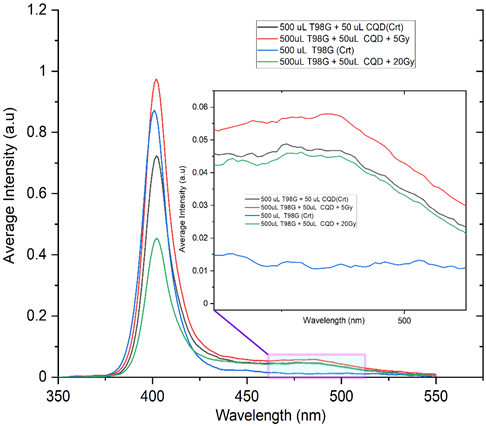 500 uL T98G + 50 uL CQD(Crt)
500uL T98G + 50uL CQD + 5Gy
500 uL T98G (Crt)
500uL T98G + 50uL CQD + 20Gy
1.2
1
0.8
0.6
0.4
0.2
0
Average Intensity (a.u)
350
400
450
500
550
Wavelength (nm)
0.06
0.05
0.04
0.03
0.02
0.01
0
Average Intensity (a.u)
500 uL T98G + 50 uL CQD(Crt)
500uL T98G + 50uL CQD + 5Gy
500 uL T98G (Crt)
500uL T98G + 50uL CQD + 20Gy
Wavelength (nm)
500